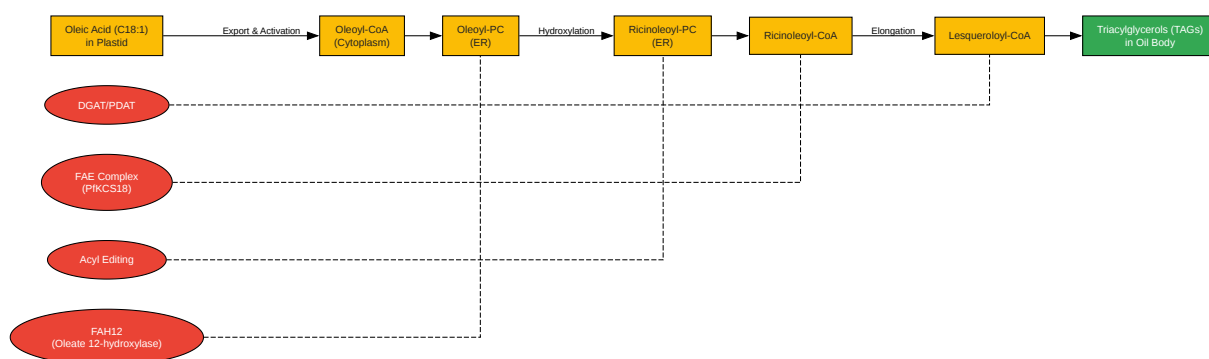 Oleic Acid (C18:1)
in Plastid
Export & Activation
Oleoyl-CoA
(Cytoplasm)
Oleoyl-PC
(ER)
Hydroxylation
Ricinoleoyl-PC
(ER)
Ricinoleoyl-CoA
Elongation
Lesqueroloyl-CoA
Triacylglycerols (TAGs)
in Oil Body
DGAT/PDAT
FAE Complex
(PfKCS18)
Acyl Editing
FAH12
(Oleate 12-hydroxylase)